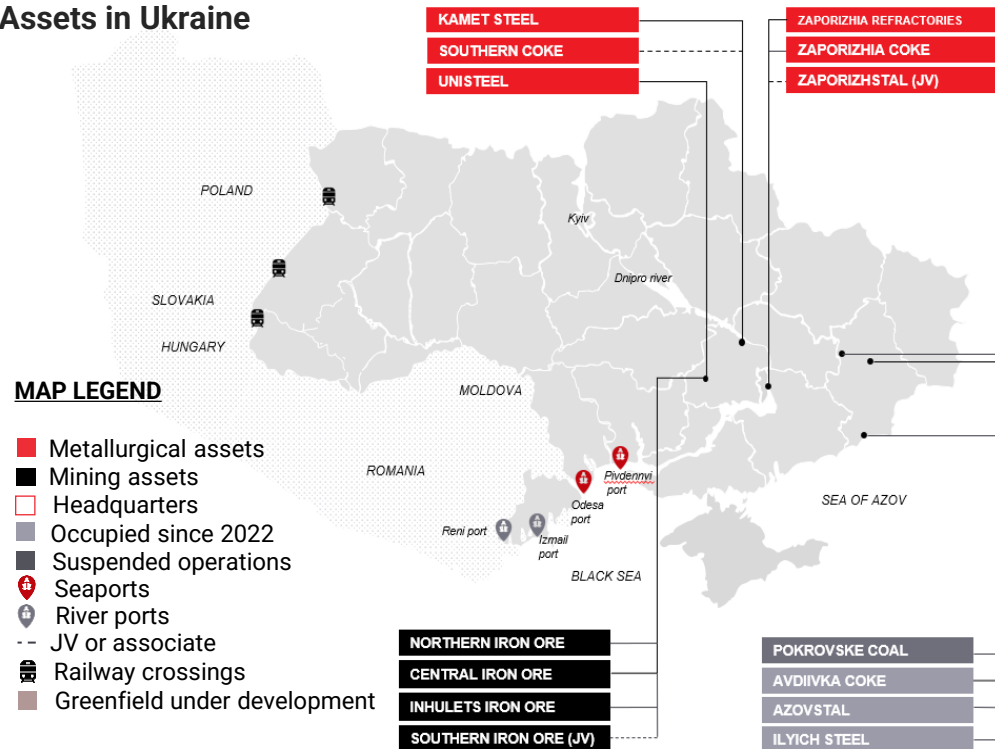 Assets in Ukraine
KAMET STEEL
SOUTHERN COKE
UNISTEEL
ZAPORIZHIA REFRACTORIES
ZAPORIZHIA COKE
ZAPORIZHSTAL (JV)
POLAND
Kyiv
Dnipro river
SLOVAKIA
HUNGARY
MOLDOVA
ROMANIA
MAP LEGEND
Metallurgical assets
Mining assets
Headquarters
Occupied since 2022
Suspended operations
Seaports
River ports
JV or associate
Railway crossings
Greenfield under development
Pivdennvi
port
Odesa
port
Reni port
Izmail
port
SEA OF AZOV
BLACK SEA
NORTHERN IRON ORE
CENTRAL IRON ORE
INHULETS IRON ORE
SOUTHERN IRON ORE (JV)
POKROVSKE COAL
AVDIIVKA COKE
AZOVSTAL
ILYICH STEEL